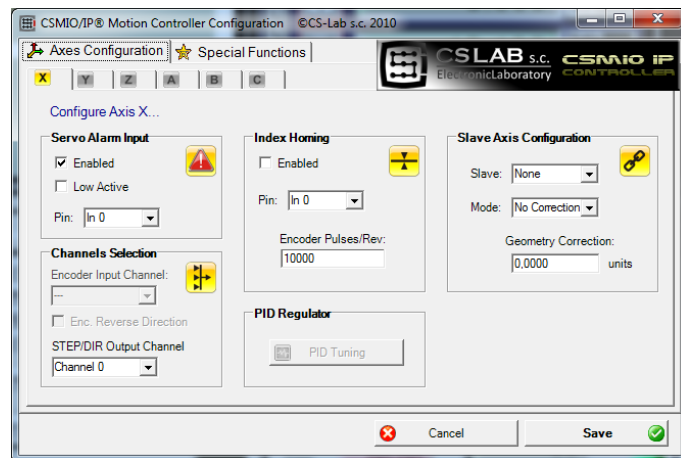 CSMIO/IP® Motion Controller Configuration ©CS-Lab s.c. 2010
Axes Configuration Special Functions
CSLAB s.c.
ElectronicLaboratory
CSMIO IP
CONTROLLER
X Y Z A B C
Configure Axis X...
Servo Alarm Input
Enabled
Low Active
Pin: In 0
Channels Selection
Encoder Input Channel:
---
Enc. Reverse Direction
STEP/DIR Output Channel
Channel 0
Index Homing
Enabled
Pin: In 0
Encoder Pulses/Rev:
10000
PID Regulator
PID Tuning
Slave Axis Configuration
Slave: None
Mode: No Correction
Geometry Correction:
0,0000 units
Cancel Save